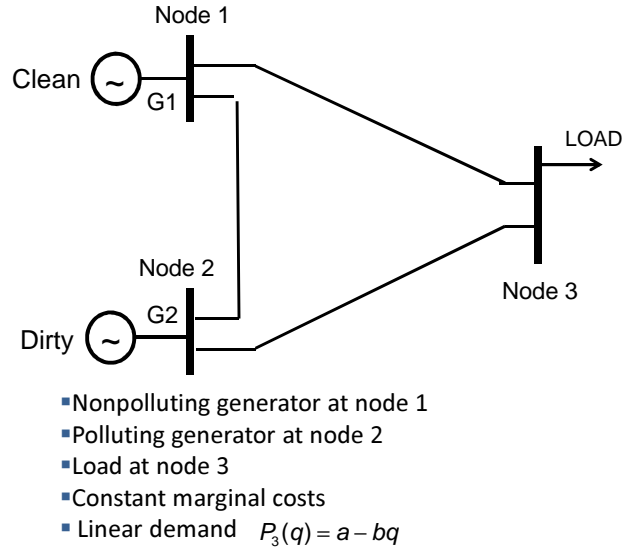 Node 1
Clean
G1
LOAD
Node 2
Node 3
G2
Dirty
~
~
▪Nonpolluting generator at node 1
▪Polluting generator at node 2
▪Load at node 3
▪Constant marginal costs
▪ Linear demand P₃(q) = a − bq